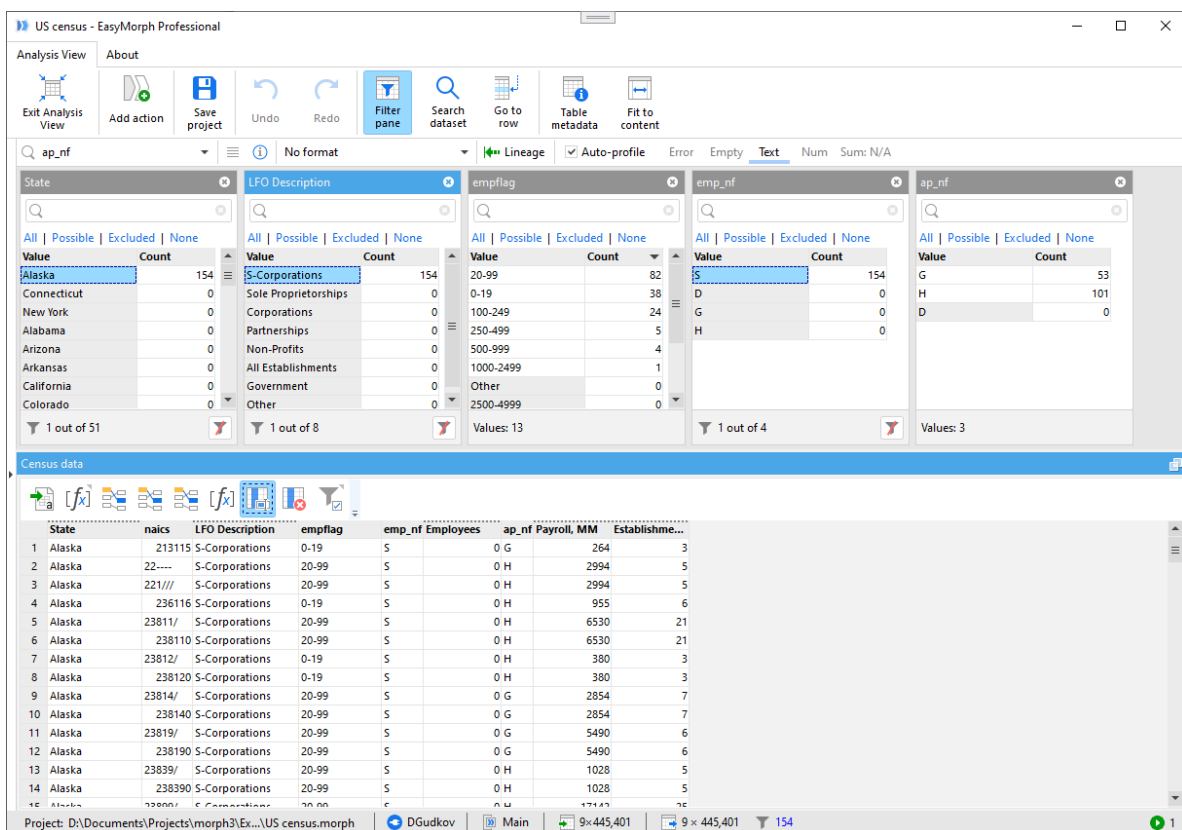 US census - EasyMorph Professional
Analysis View About
Exit Analysis View Add action Save project Undo Redo Filter pane Search dataset Go to row Table metadata Fit to content
ap_nf No format Lineage Auto-profile Error Empty Text Num Sum: N/A
State LFO Description empflag emp_nf ap_nf
All | Possible | Excluded | None All | Possible | Excluded | None All | Possible | Excluded | None All | Possible | Excluded | None All | Possible | Excluded | None
Value Count Value Count Value Count Value Count Value Count
Alaska 154 S-Corporations 154 20-99 82 S 154 G 53
Connecticut 0 Sole Proprietorships 0 0-19 38 D 0 H 101
New York 0 Corporations 0 100-249 24 G 0 D 0
Alabama 0 Partnerships 0 250-499 5 H 0
Arizona 0 Non-Profits 0 500-999 4
Arkansas 0 All Establishments 0 1000-2499 1
California 0 Government 0 Other 0
Colorado 0 Other 0 2500-4999 0
1 out of 51 1 out of 8 Values: 13 1 out of 4 Values: 3
Census data
State naics LFO Description empflag emp_nf Employees ap_nf Payroll, MM Establishme...
1 Alaska 213115 S-Corporations 0-19 S 0 G 264 3
2 Alaska 22---- S-Corporations 20-99 S 0 H 2994 5
3 Alaska 221/// S-Corporations 20-99 S 0 H 2994 5
4 Alaska 236116 S-Corporations 0-19 S 0 H 955 6
5 Alaska 23811/ S-Corporations 20-99 S 0 H 6530 21
6 Alaska 238110 S-Corporations 20-99 S 0 H 6530 21
7 Alaska 23812/ S-Corporations 0-19 S 0 H 380 3
8 Alaska 238120 S-Corporations 0-19 S 0 H 380 3
9 Alaska 23814/ S-Corporations 20-99 S 0 G 2854 7
10 Alaska 238140 S-Corporations 20-99 S 0 G 2854 7
11 Alaska 23819/ S-Corporations 20-99 S 0 G 5490 6
12 Alaska 238190 S-Corporations 20-99 S 0 G 5490 6
13 Alaska 23839/ S-Corporations 20-99 S 0 H 1028 5
14 Alaska 238390 S-Corporations 20-99 S 0 H 1028 5
15 Alaska 23899/ S-Corporations 20-99 S 0 H 17142 25
Project: D:\Documents\Projects\morph3\Ex...\US census.morph DGudkov Main 9×445,401 9 × 445,401 154 1